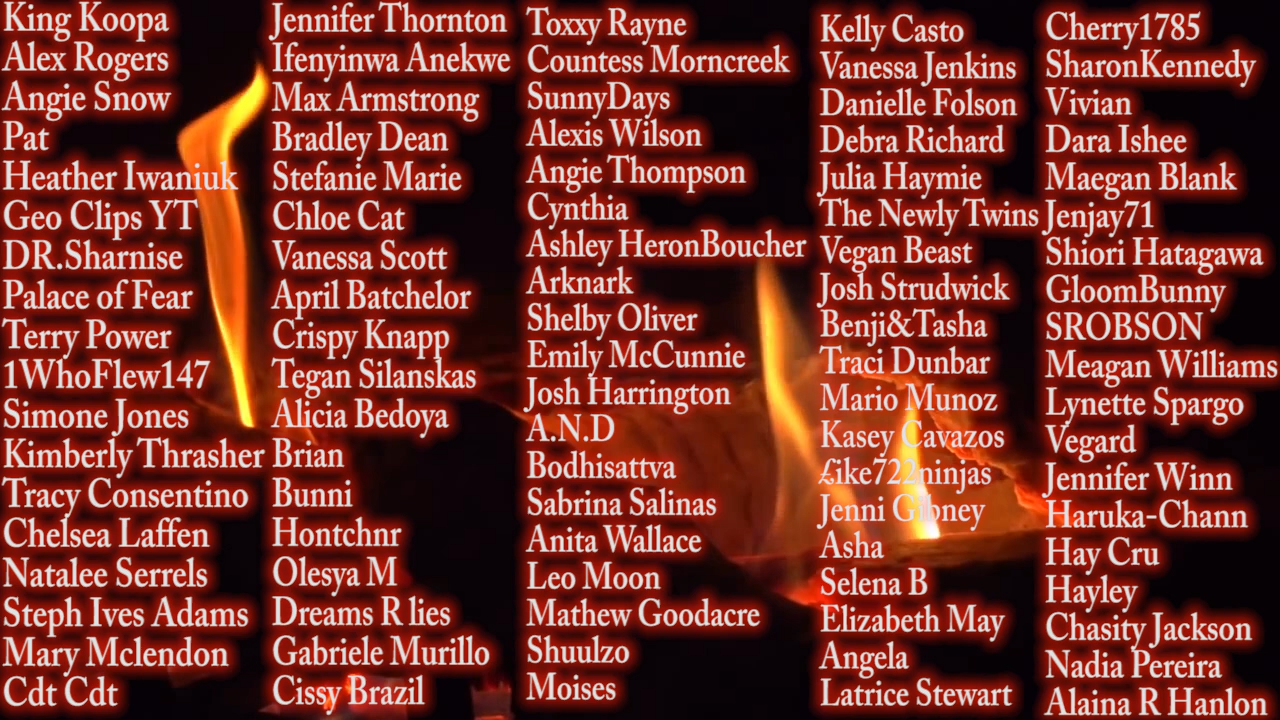 King Koopa
Alex Rogers
Angie Snow
Pat
Heather Iwaniuk
Geo Clips YT
DR.Sharnise
Palace of Fear
Terry Power
1WhoFlew147
Simone Jones
Kimberly Thrasher
Tracy Consentino
Chelsea Laffen
Natalee Serrels
Steph Ives Adams
Mary Mclendon
Cdt Cdt
Jennifer Thornton
Ifenyinwa Anekwe
Max Armstrong
Bradley Dean
Stefanie Marie
Chloe Cat
Vanessa Scott
April Batchelor
Crispy Knapp
Tegan Silanskas
Alicia Bedoya
Brian
Bunni
Hontchnr
Olesya M
Dreams R lies
Gabriele Murillo
Cissy Brazil
Toxxy Rayne
Countess Morncreek
SunnyDays
Alexis Wilson
Angie Thompson
Cynthia
Ashley HeronBoucher
Arknark
Shelby Oliver
Emily McCunnie
Josh Harrington
A.N.D
Bodhisattva
Sabrina Salinas
Anita Wallace
Leo Moon
Mathew Goodacre
Shuulzo
Moises
Kelly Casto
Vanessa Jenkins
Danielle Folson
Debra Richard
Julia Haymie
The Newly Twins
Vegan Beast
Josh Strudwick
Benji&Tasha
Traci Dunbar
Mario Munoz
Kasey Cavazos
£ike722ninjas
Jenni Gibney
Asha
Selena B
Elizabeth May
Angela
Latrice Stewart
Cherry1785
SharonKennedy
Vivian
Dara Ishee
Maegan Blank
Jenjay71
Shiori Hatagawa
GloomBunny
SROBSON
Meagan Williams
Lynette Spargo
Vegard
Jennifer Winn
Haruka-Chann
Hay Cru
Hayley
Chasity Jackson
Nadia Pereira
Alaina R Hanlon